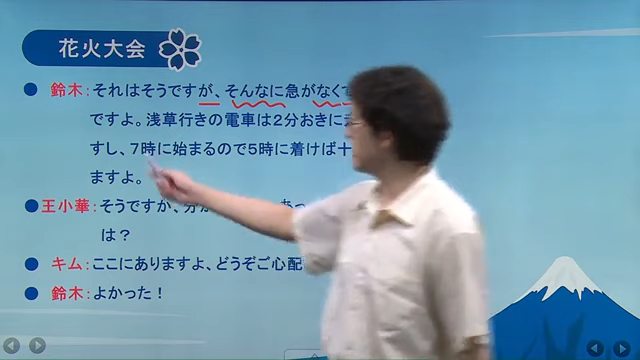 花火大会
● 鈴木：それはそうですが、そんなに急がなく
ですよ。浅草行きの電車は2分おきに
すし、7時に始まるので5時に着けば十
ますよ。
● 王小華：そうですか、分か
は？
● キム：ここにありますよ、どうぞご心配
● 鈴木：よかった！